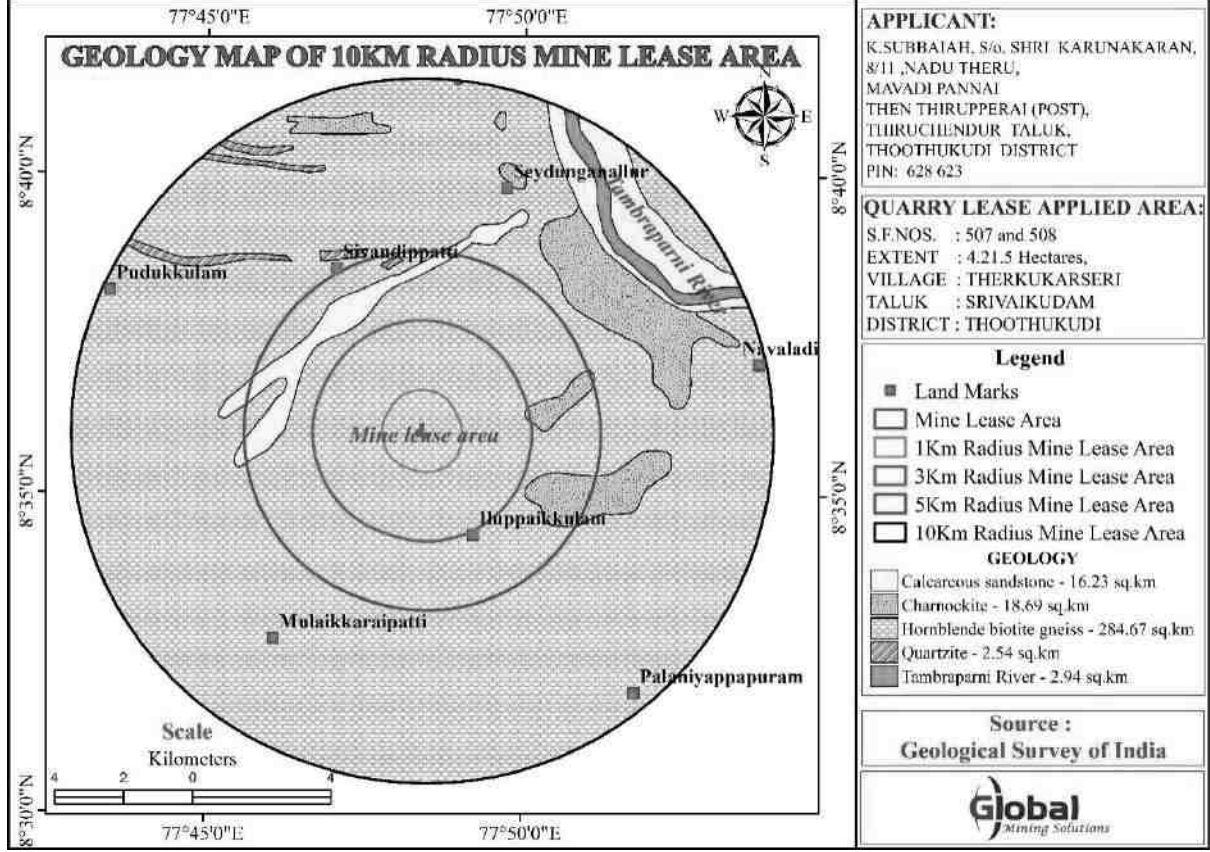 77°45'0"E
77°50'0"E
GEOLOGY MAP OF 10KM RADIUS MINE LEASE AREA
N
W
E
S
8°40'0"N
8°40'0"N
Seydunganallur
Tambraparni River
Sivandippatti
Pudukkulam
Navaladi
Mine lease area
8°35'0"N
8°35'0"N
Iluppaikkulam
Mulaikkaraipatti
Palaniyappapuram
Scale
Kilometers
4 2 0 4
8°30'0"N
77°45'0"E
77°50'0"E
APPLICANT:
K.SUBBAIAH, S/o. SHRI KARUNAKARAN,
8/11 ,NADU THERU,
MAVADI PANNAI
THEN THIRUPPERAI (POST),
THIRUCHENDUR TALUK,
THOOTHUKUDI DISTRICT
PIN: 628 623
QUARRY LEASE APPLIED AREA:
S.F.NOS. : 507 and 508
EXTENT : 4.21.5 Hectares,
VILLAGE : THERKUKARSERI
TALUK : SRIVAIKUDAM
DISTRICT : THOOTHUKUDI
Legend
Land Marks
Mine Lease Area
1Km Radius Mine Lease Area
3Km Radius Mine Lease Area
5Km Radius Mine Lease Area
10Km Radius Mine Lease Area
GEOLOGY
Calcareous sandstone - 16.23 sq.km
Charnockite - 18.69 sq.km
Hornblende biotite gneiss - 284.67 sq.km
Quartzite - 2.54 sq.km
Tambraparni River - 2.94 sq.km
Source :
Geological Survey of India
Global
Mining Solutions